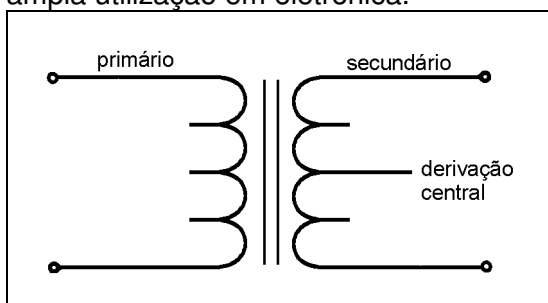 ampla utilização em eletrônica.
primário
secundário
derivação
central